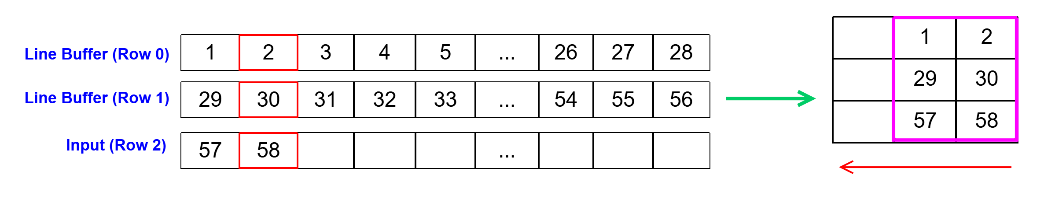 Line Buffer (Row 0) 1 2 3 4 5 ... 26 27 28
Line Buffer (Row 1) 29 30 31 32 33 ... 54 55 56
Input (Row 2) 57 58 ...
1 2
29 30
57 58